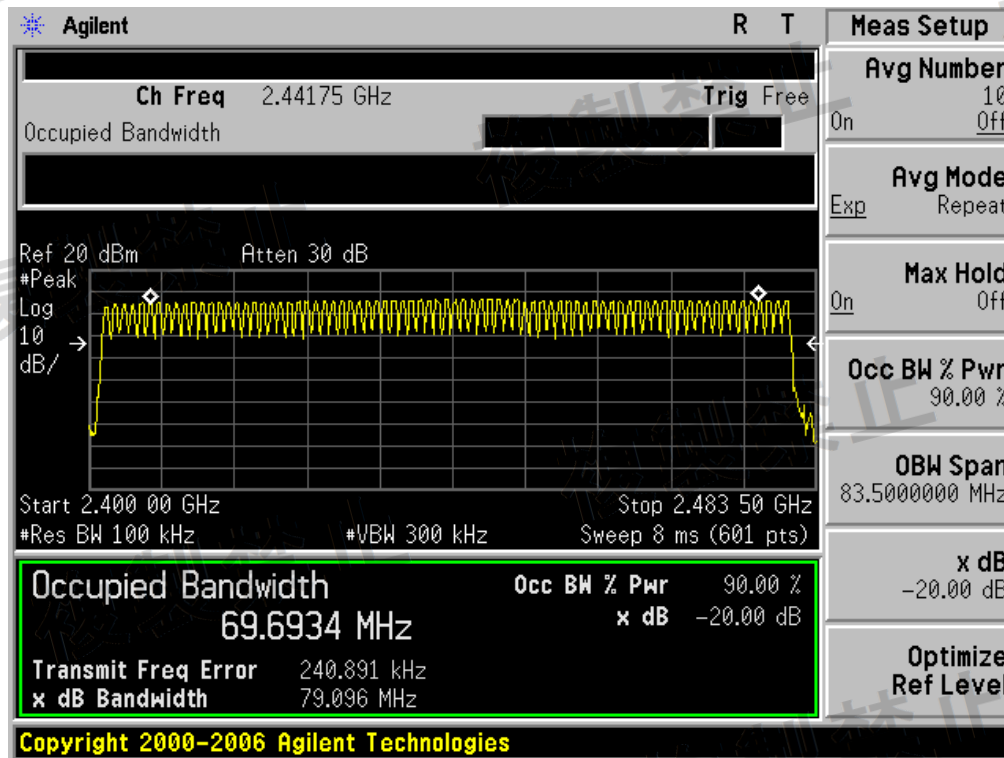 Agilent
R T
Meas Setup
Ch Freq 2.44175 GHz
Trig Free
Occupied Bandwidth
Avg Number
10
On Off
Avg Mode
Exp Repeat
Ref 20 dBm Atten 30 dB
#Peak
Log
10
dB/
Max Hold
On Off
Occ BW % Pwr
90.00 %
OBW Span
83.5000000 MHz
Start 2.400 00 GHz Stop 2.483 50 GHz
#Res BW 100 kHz #VBW 300 kHz Sweep 8 ms (601 pts)
x dB
-20.00 dB
Occupied Bandwidth
69.6934 MHz
Occ BW % Pwr 90.00 %
x dB -20.00 dB
Transmit Freq Error 240.891 kHz
x dB Bandwidth 79.096 MHz
Optimize
Ref Level
Copyright 2000-2006 Agilent Technologies
複製禁止